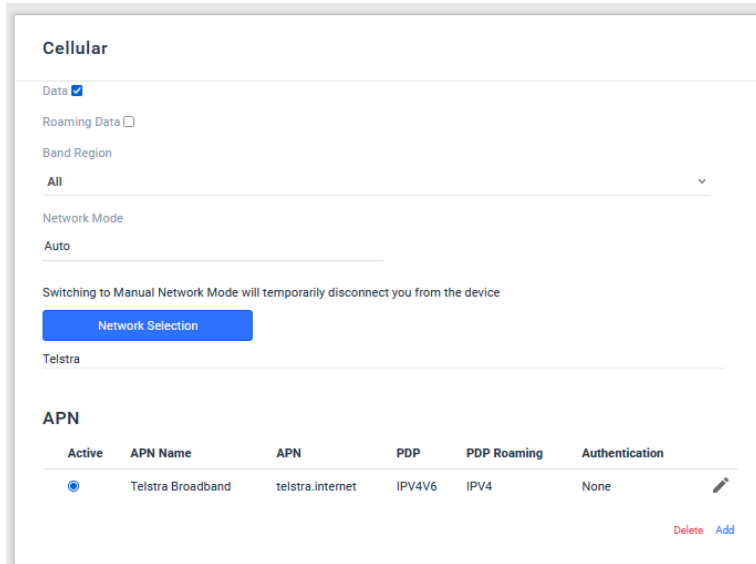 Cellular
Data
Roaming Data
Band Region
All
Network Mode
Auto
Switching to Manual Network Mode will temporarily disconnect you from the device
Network Selection
Telstra
APN
Active APN Name APN PDP PDP Roaming Authentication
Telstra Broadband telstra.internet IPV4V6 IPV4 None
Delete Add